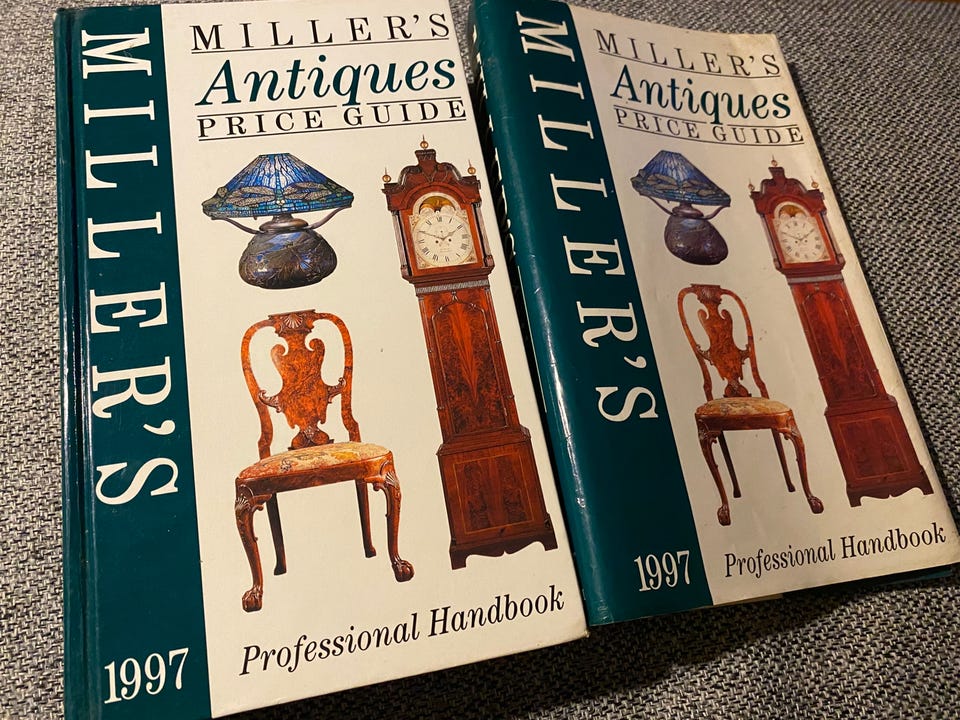 MILLER'S
MILLER'S
Antiques
PRICE GUIDE
Professional Handbook
1997
MILLER'S
MILLER'S
Antiques
PRICE GUIDE
Professional Handbook
1997